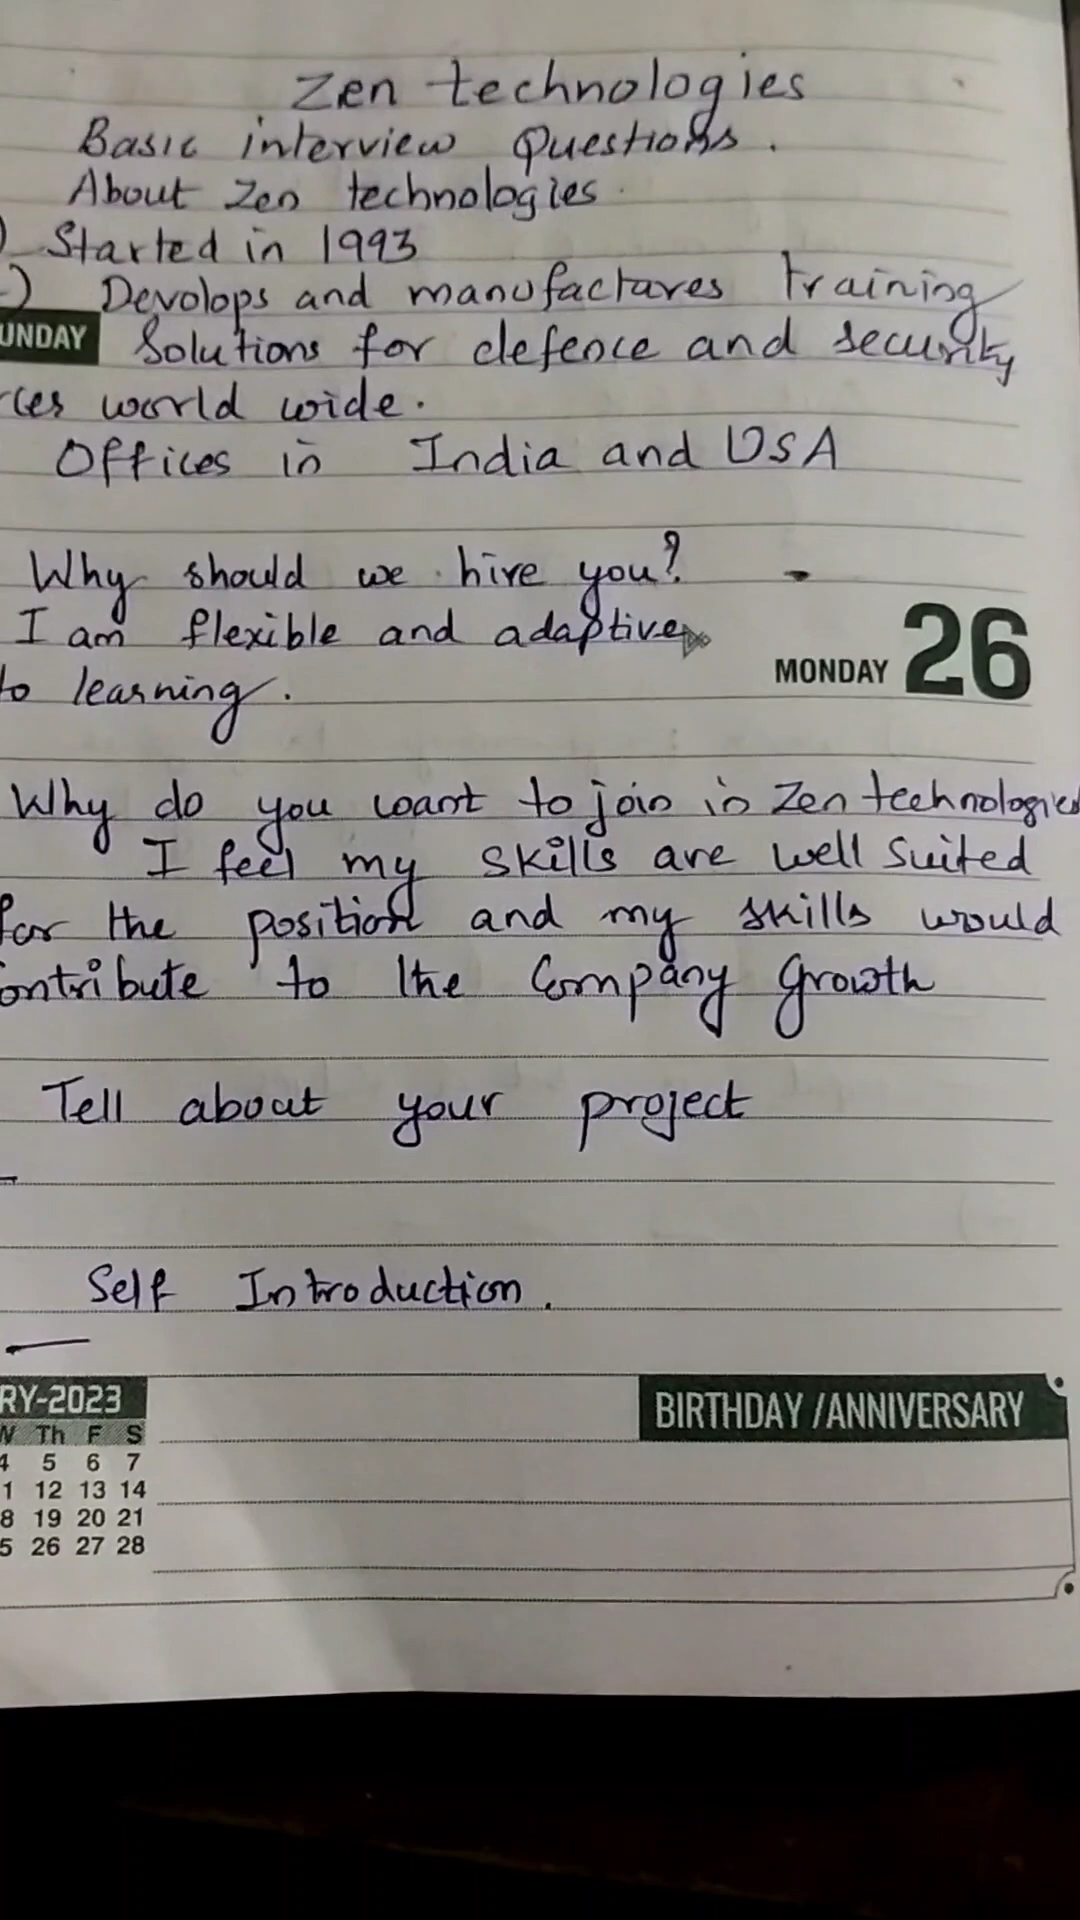 Zen technologies
Basic interview Questions.
About Zen technologies.
) Started in 1993
) Devolops and manufactures training
UNDAY Solutions for defence and security
rces world wide.
Offices in India and USA
Why should we hire you?
I am flexible and adaptive
to learning.
MONDAY 26
Why do you want to join in Zen technologies
I feel my skills are well suited
for the position and my skills would
ontribute to the Company Growth
Tell about your project
Self Introduction.
RY-2023
BIRTHDAY /ANNIVERSARY
W Th F S
4 5 6 7
1 12 13 14
8 19 20 21
5 26 27 28